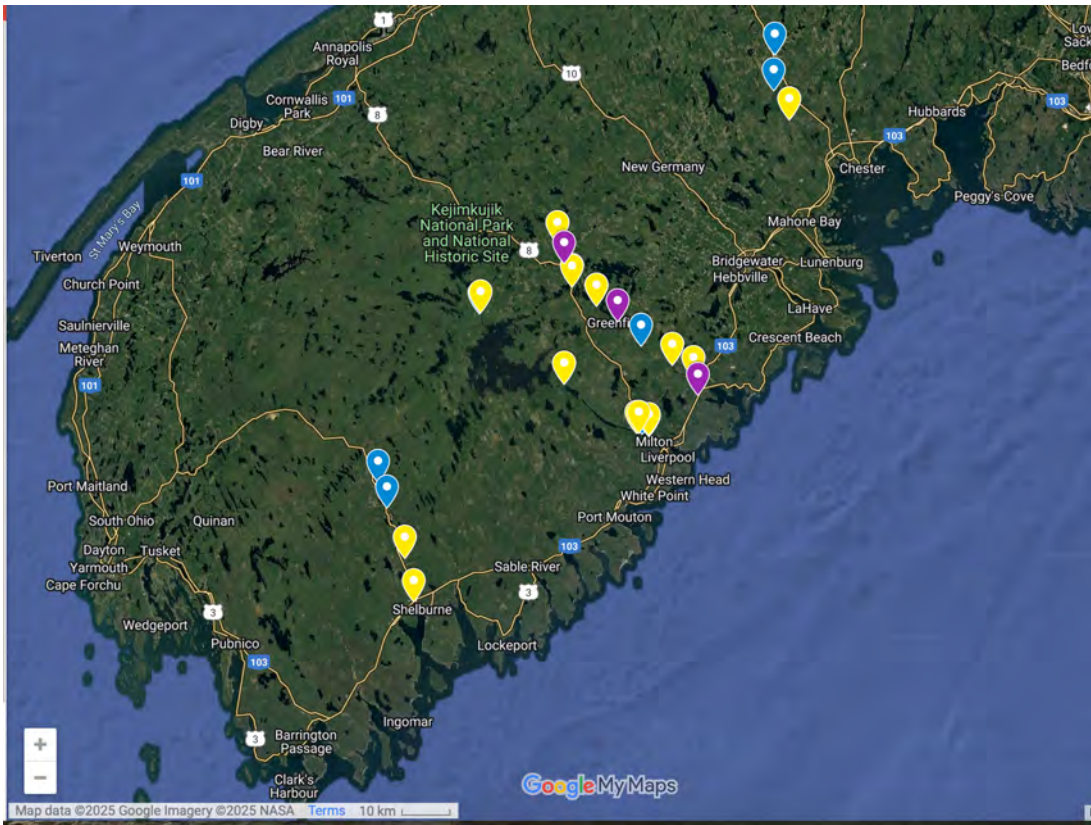 1
Annapolis
Royal
Cornwallis
Park
101
Digby
8
Bear River
10
Hubbards
103
103
Chester
New Germany
101
Peggy's Cove
St Mary's Bay
Kejimkujik
National Park
and National
Historic Site
8
Mahone Bay
Weymouth
Tiverton
Bridgewater
Hebbville
Lunenburg
Church Point
LaHave
Saulnierville
Crescent Beach
103
Meteghan
River
101
Milton
Liverpool
Western Head
White Point
Port Maitland
Port Mouton
South Ohio
Quinan
Dayton
Tusket
Yarmouth
Cape Forchu
103
Sable River
3
Shelburne
Wedgeport
3
Lockeport
Pubnico
103
Ingomar
Barrington
Passage
3
Clark's
Harbour
+
−
Google My Maps
Map data ©2025 Google Imagery ©2025 NASA Terms 10 km